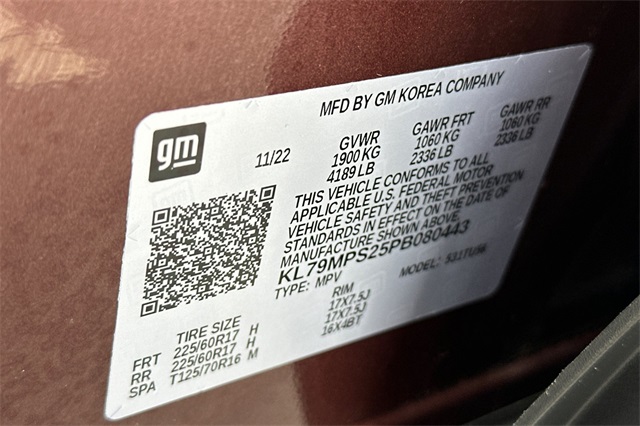 MFD BY GM KOREA COMPANY
gm
11/22
GVWR GAWR FRT GAWR RR
1900 KG 1060 KG 1060 KG
4189 LB 2336 LB 2336 LB
THIS VEHICLE CONFORMS TO ALL
APPLICABLE U.S. FEDERAL MOTOR
VEHICLE SAFETY AND THEFT PREVENTION
STANDARDS IN EFFECT ON THE DATE OF
MANUFACTURE SHOWN ABOVE.
KL79MPS25PB080443
TYPE: MPV MODEL:
TIRE SIZE RIM
FRT 225/60R17 H 17X7.5J
RR 225/60R17 H 17X7.5J
SPA T125/70R16 M 16X4BT